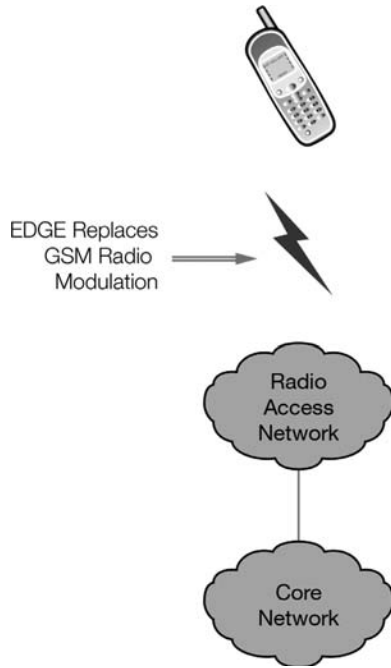 EDGE Replaces
GSM Radio
Modulation
Radio
Access
Network
Core
Network